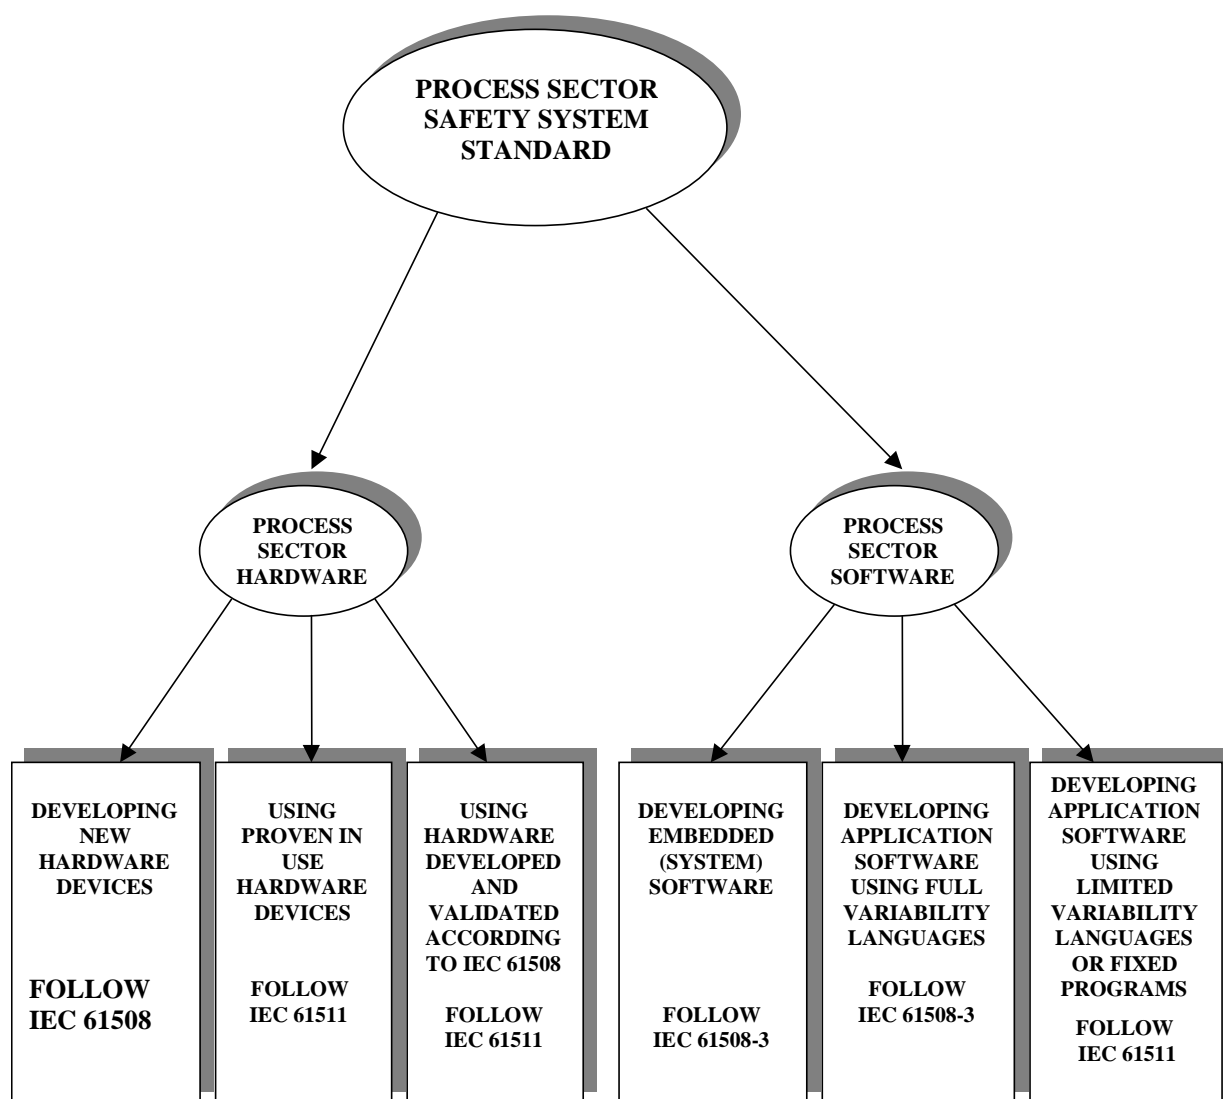 PROCESS SECTOR
SAFETY SYSTEM
STANDARD
PROCESS
SECTOR
HARDWARE
PROCESS
SECTOR
SOFTWARE
DEVELOPING
NEW
HARDWARE
DEVICES
FOLLOW
IEC 61508
USING
PROVEN IN
USE
HARDWARE
DEVICES
FOLLOW
IEC 61511
USING
HARDWARE
DEVELOPED
AND
VALIDATED
ACCORDING
TO IEC 61508
FOLLOW
IEC 61511
DEVELOPING
EMBEDDED
(SYSTEM)
SOFTWARE
FOLLOW
IEC 61508-3
DEVELOPING
APPLICATION
SOFTWARE
USING FULL
VARIABILITY
LANGUAGES
FOLLOW
IEC 61508-3
DEVELOPING
APPLICATION
SOFTWARE
USING
LIMITED
VARIABILITY
LANGUAGES
OR FIXED
PROGRAMS
FOLLOW
IEC 61511